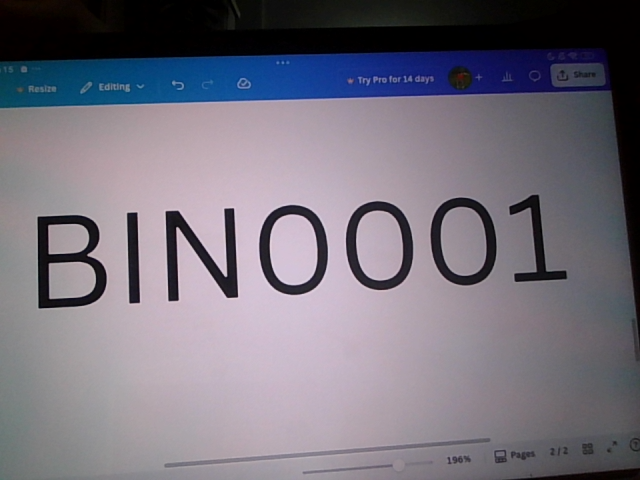 Resize
Editing
Try Pro for 14 days
+
Share
BIN0001
196%
Pages
2/2